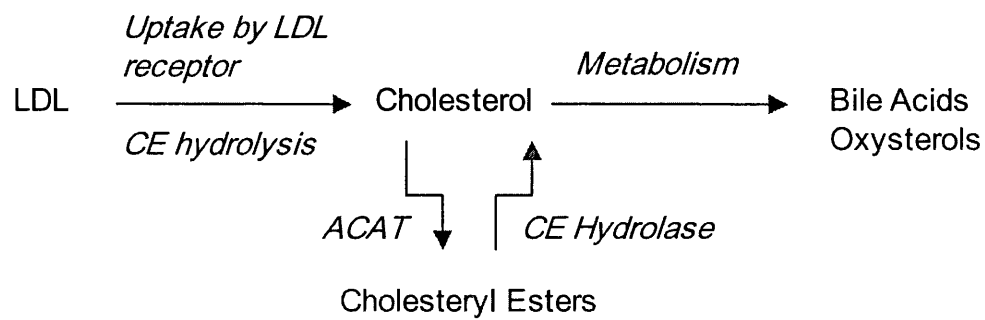 Uptake by LDL
receptor
Metabolism
LDL
Cholesterol
Bile Acids
CE hydrolysis
Oxysterols
ACAT
CE Hydrolase
Cholesteryl Esters